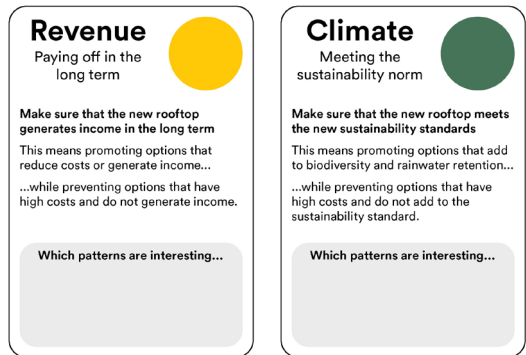 Revenue
Paying off in the
long term
Make sure that the new rooftop
generates income in the long term
This means promoting options that
reduce costs or generate income...
...while preventing options that have
high costs and do not generate income.
Which patterns are interesting...
Climate
Meeting the
sustainability norm
Make sure that the new rooftop meets
the new sustainability standards
This means promoting options that add
to biodiversity and rainwater retention...
...while preventing options that have
high costs and do not add to the
sustainability standard.
Which patterns are interesting...